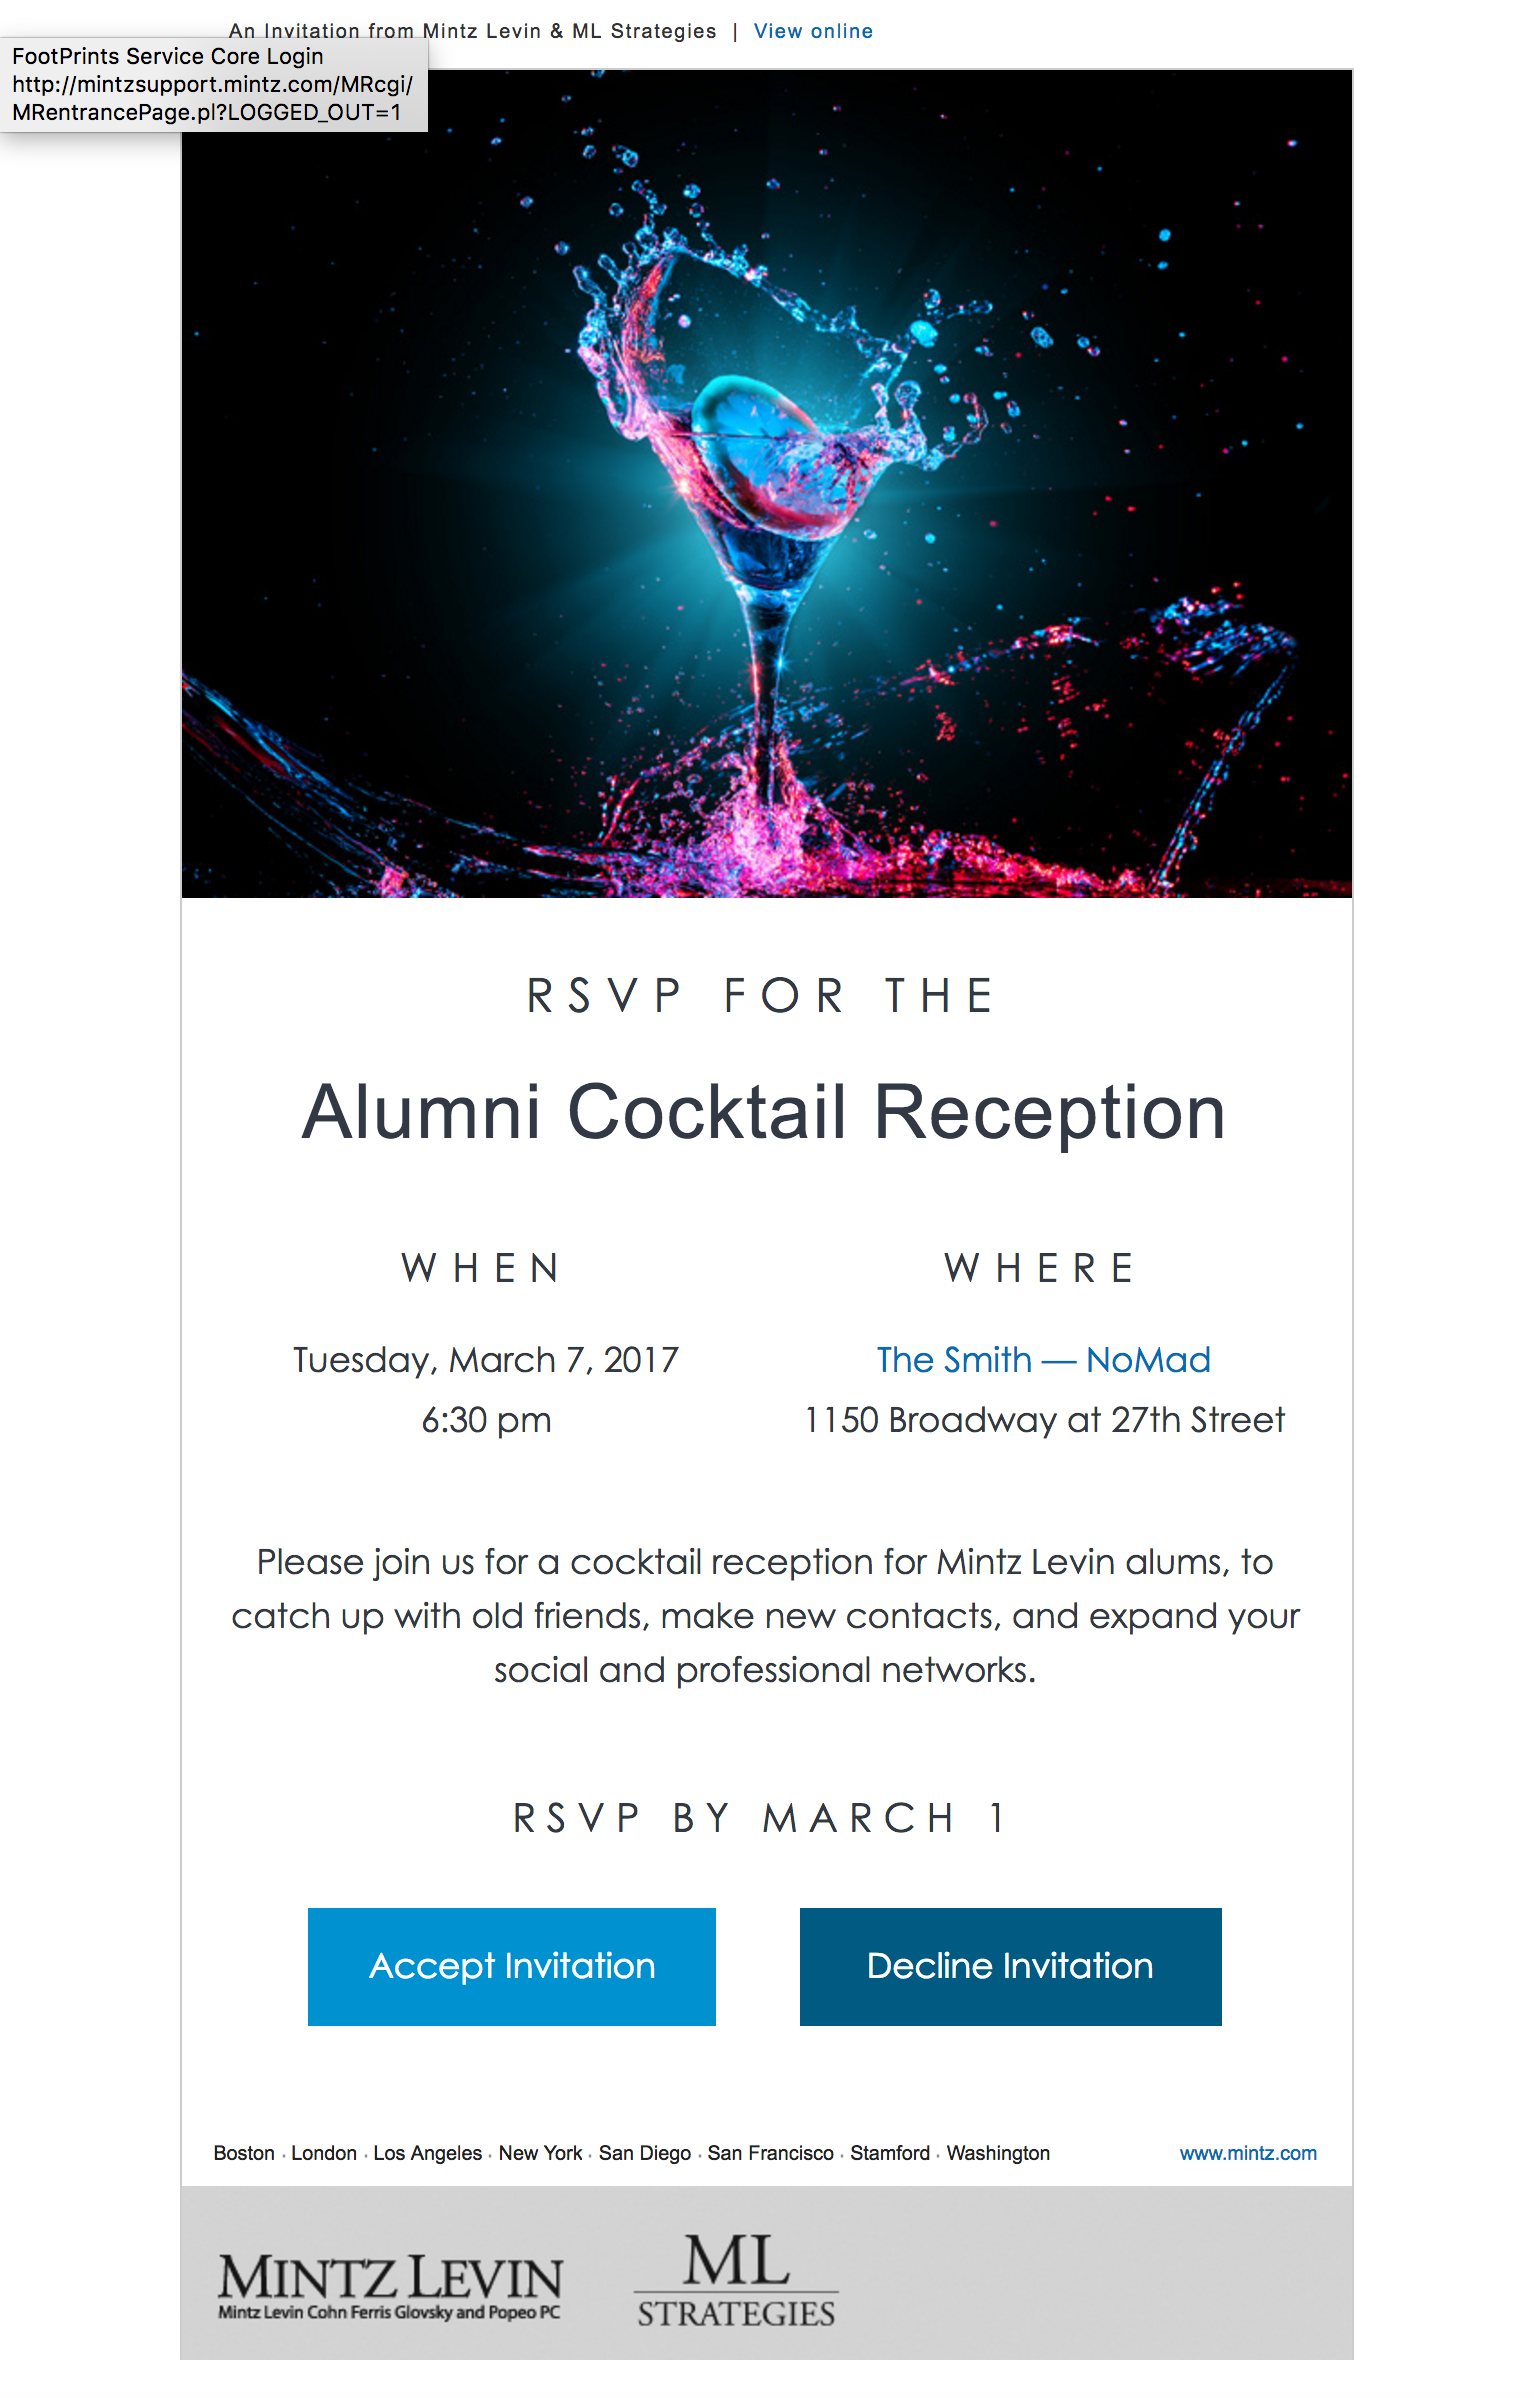 An Invitation from Mintz Levin & ML Strategies | View online
FootPrints Service Core Login
http://mintzsupport.mintz.com/MRcgi/
MRentrancePage.pl?LOGGED_OUT=1
RSVP FOR THE
Alumni Cocktail Reception
WHEN
Tuesday, March 7, 2017
6:30 pm
WHERE
The Smith — NoMad
1150 Broadway at 27th Street
Please join us for a cocktail reception for Mintz Levin alums, to
catch up with old friends, make new contacts, and expand your
social and professional networks.
RSVP BY MARCH 1
Accept Invitation
Decline Invitation
Boston · London · Los Angeles · New York · San Diego · San Francisco · Stamford · Washington
www.mintz.com
MINTZ LEVIN
Mintz Levin Cohn Ferris Glovsky and Popeo PC
ML
STRATEGIES